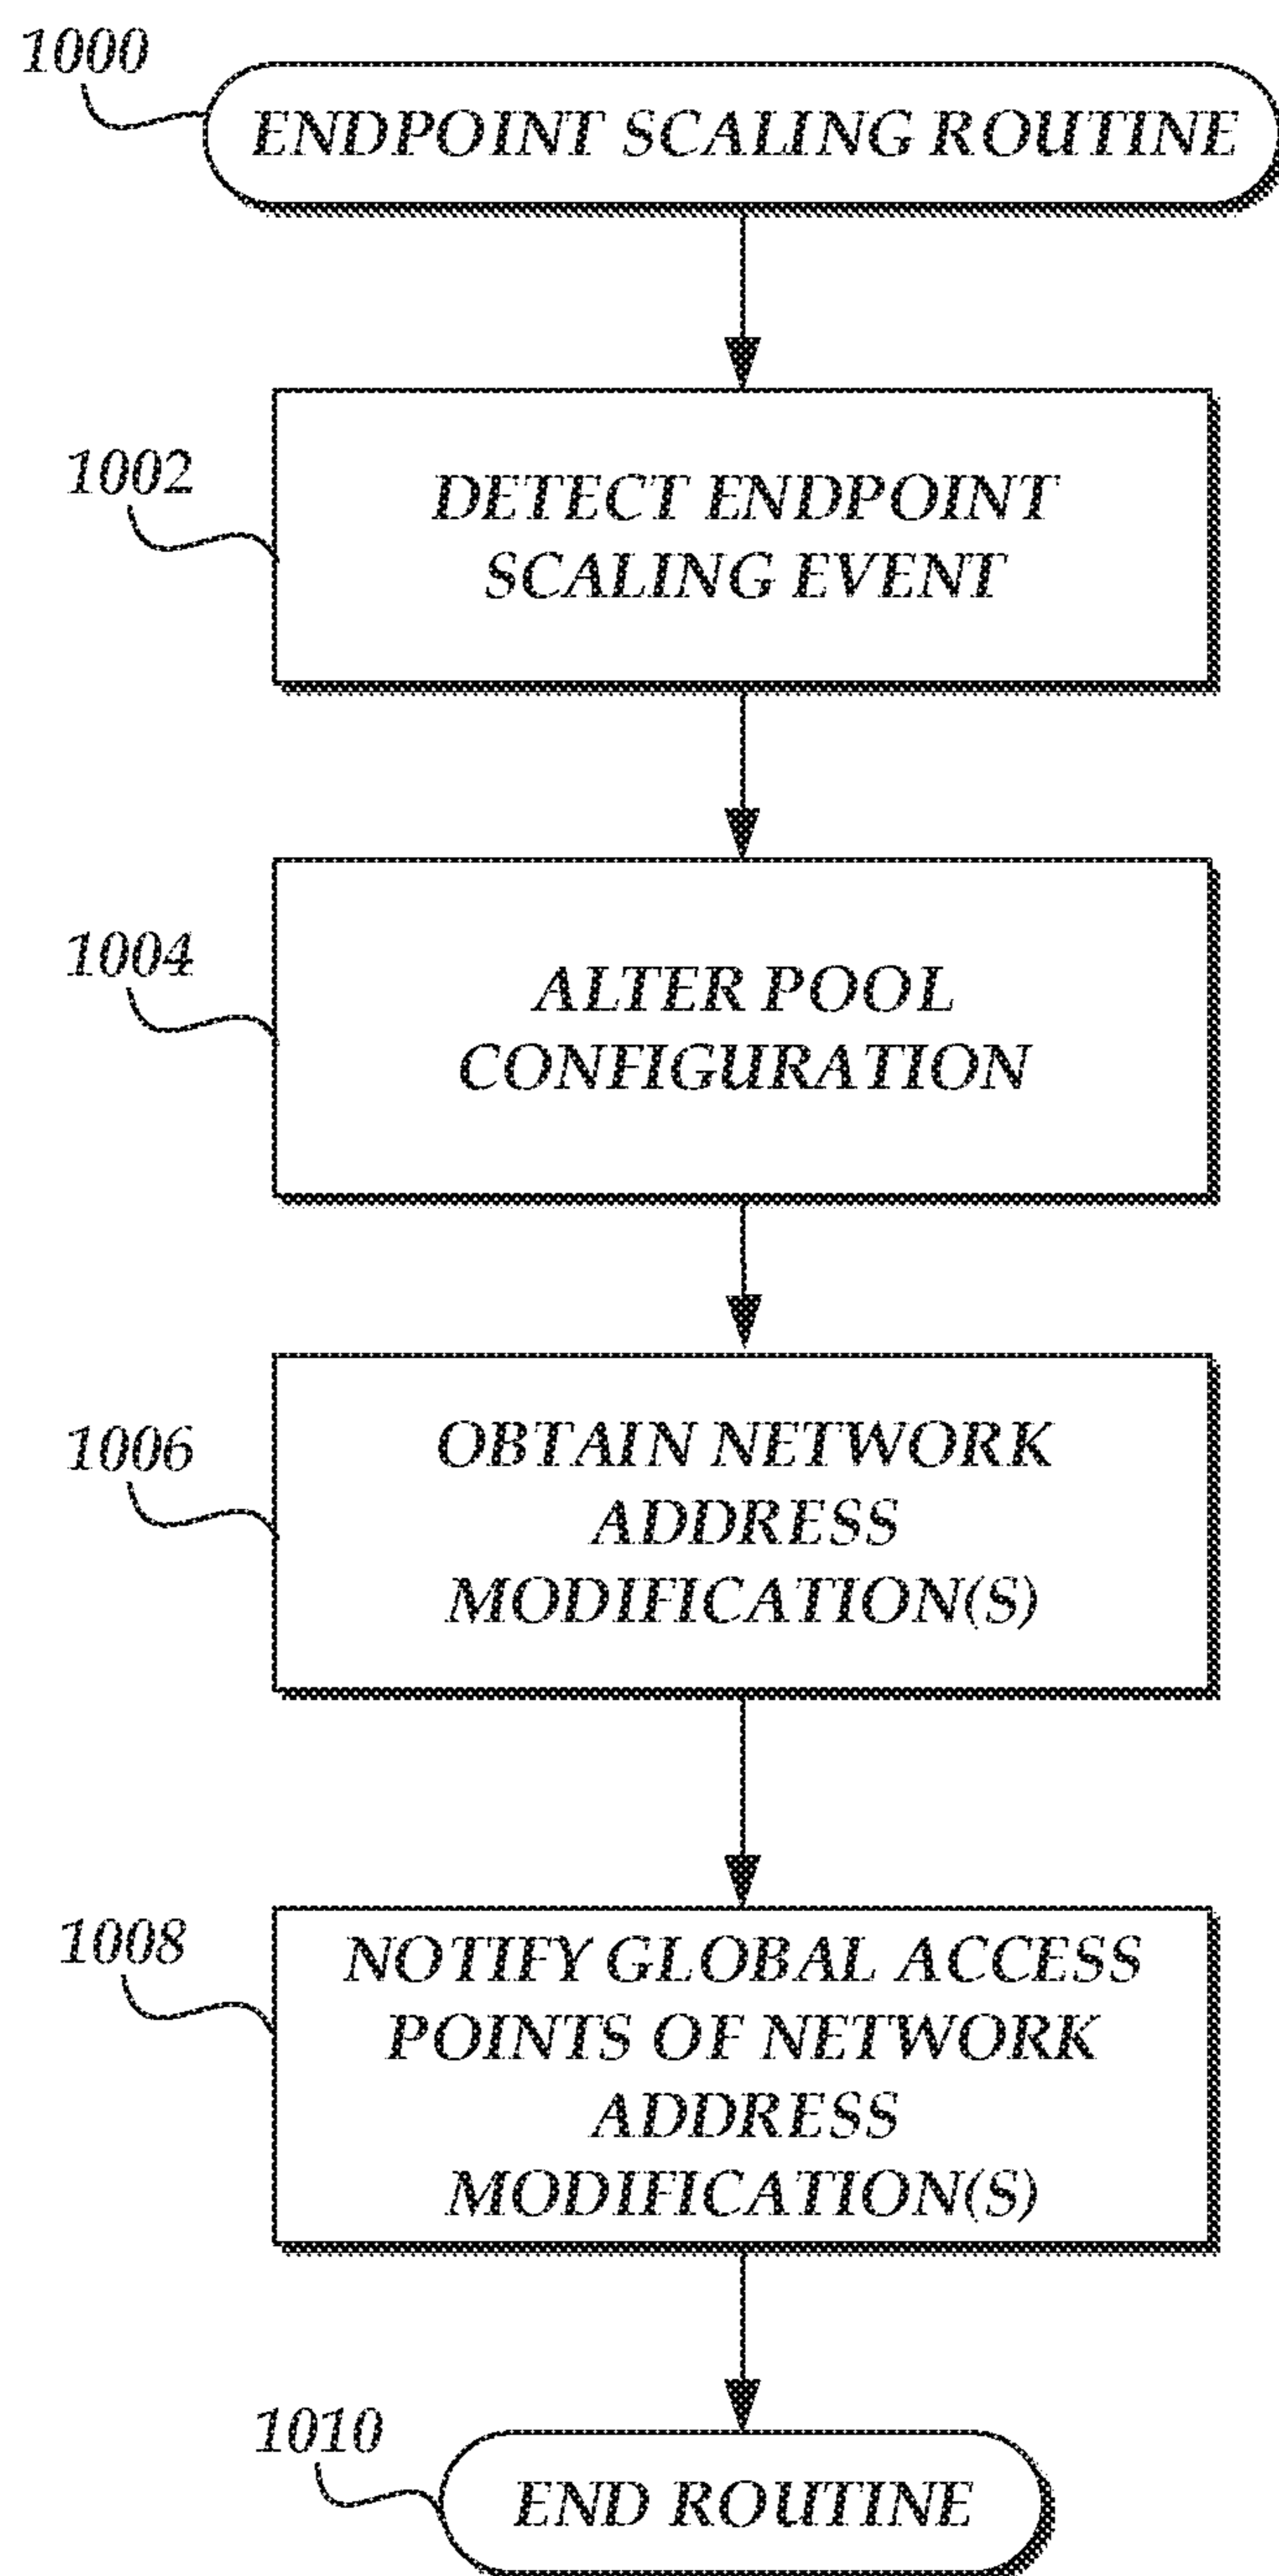 1000
ENDPOINT SCALING ROUTINE
1002
DETECT ENDPOINT
SCALING EVENT
1004
ALTER POOL
CONFIGURATION
1006
OBTAIN NETWORK
ADDRESS
MODIFICATION(S)
1008
NOTIFY GLOBAL ACCESS
POINTS OF NETWORK
ADDRESS
MODIFICATION(S)
1010
END ROUTINE